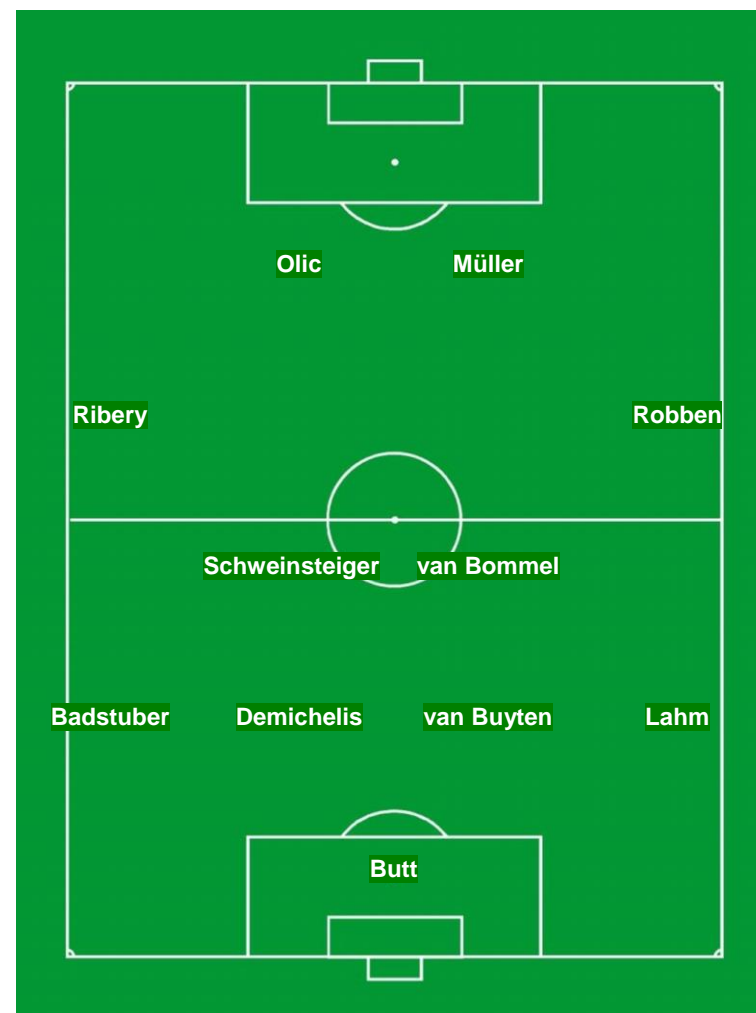 Olic Müller
Ribery Robben
Schweinsteiger van Bommel
Badstuber Demichelis van Buyten Lahm
Butt